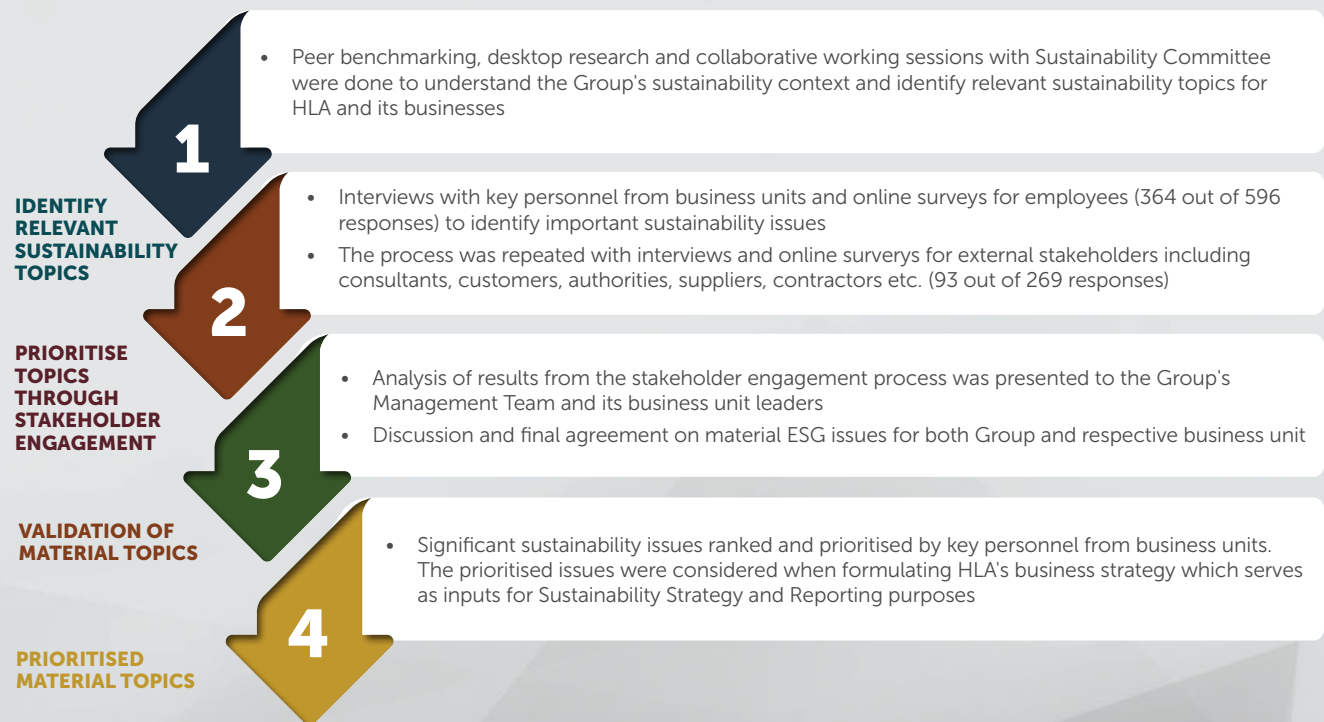 1
• Peer benchmarking, desktop research and collaborative working sessions with Sustainability Committee
were done to understand the Group's sustainability context and identify relevant sustainability topics for
HLA and its businesses
IDENTIFY
RELEVANT
SUSTAINABILITY
TOPICS
2
• Interviews with key personnel from business units and online surveys for employees (364 out of 596
responses) to identify important sustainability issues
• The process was repeated with interviews and online surverys for external stakeholders including
consultants, customers, authorities, suppliers, contractors etc. (93 out of 269 responses)
PRIORITISE
TOPICS
THROUGH
STAKEHOLDER
ENGAGEMENT
3
• Analysis of results from the stakeholder engagement process was presented to the Group's
Management Team and its business unit leaders
• Discussion and final agreement on material ESG issues for both Group and respective business unit
VALIDATION OF
MATERIAL TOPICS
4
• Significant sustainability issues ranked and prioritised by key personnel from business units.
The prioritised issues were considered when formulating HLA's business strategy which serves
as inputs for Sustainability Strategy and Reporting purposes
PRIORITISED
MATERIAL TOPICS